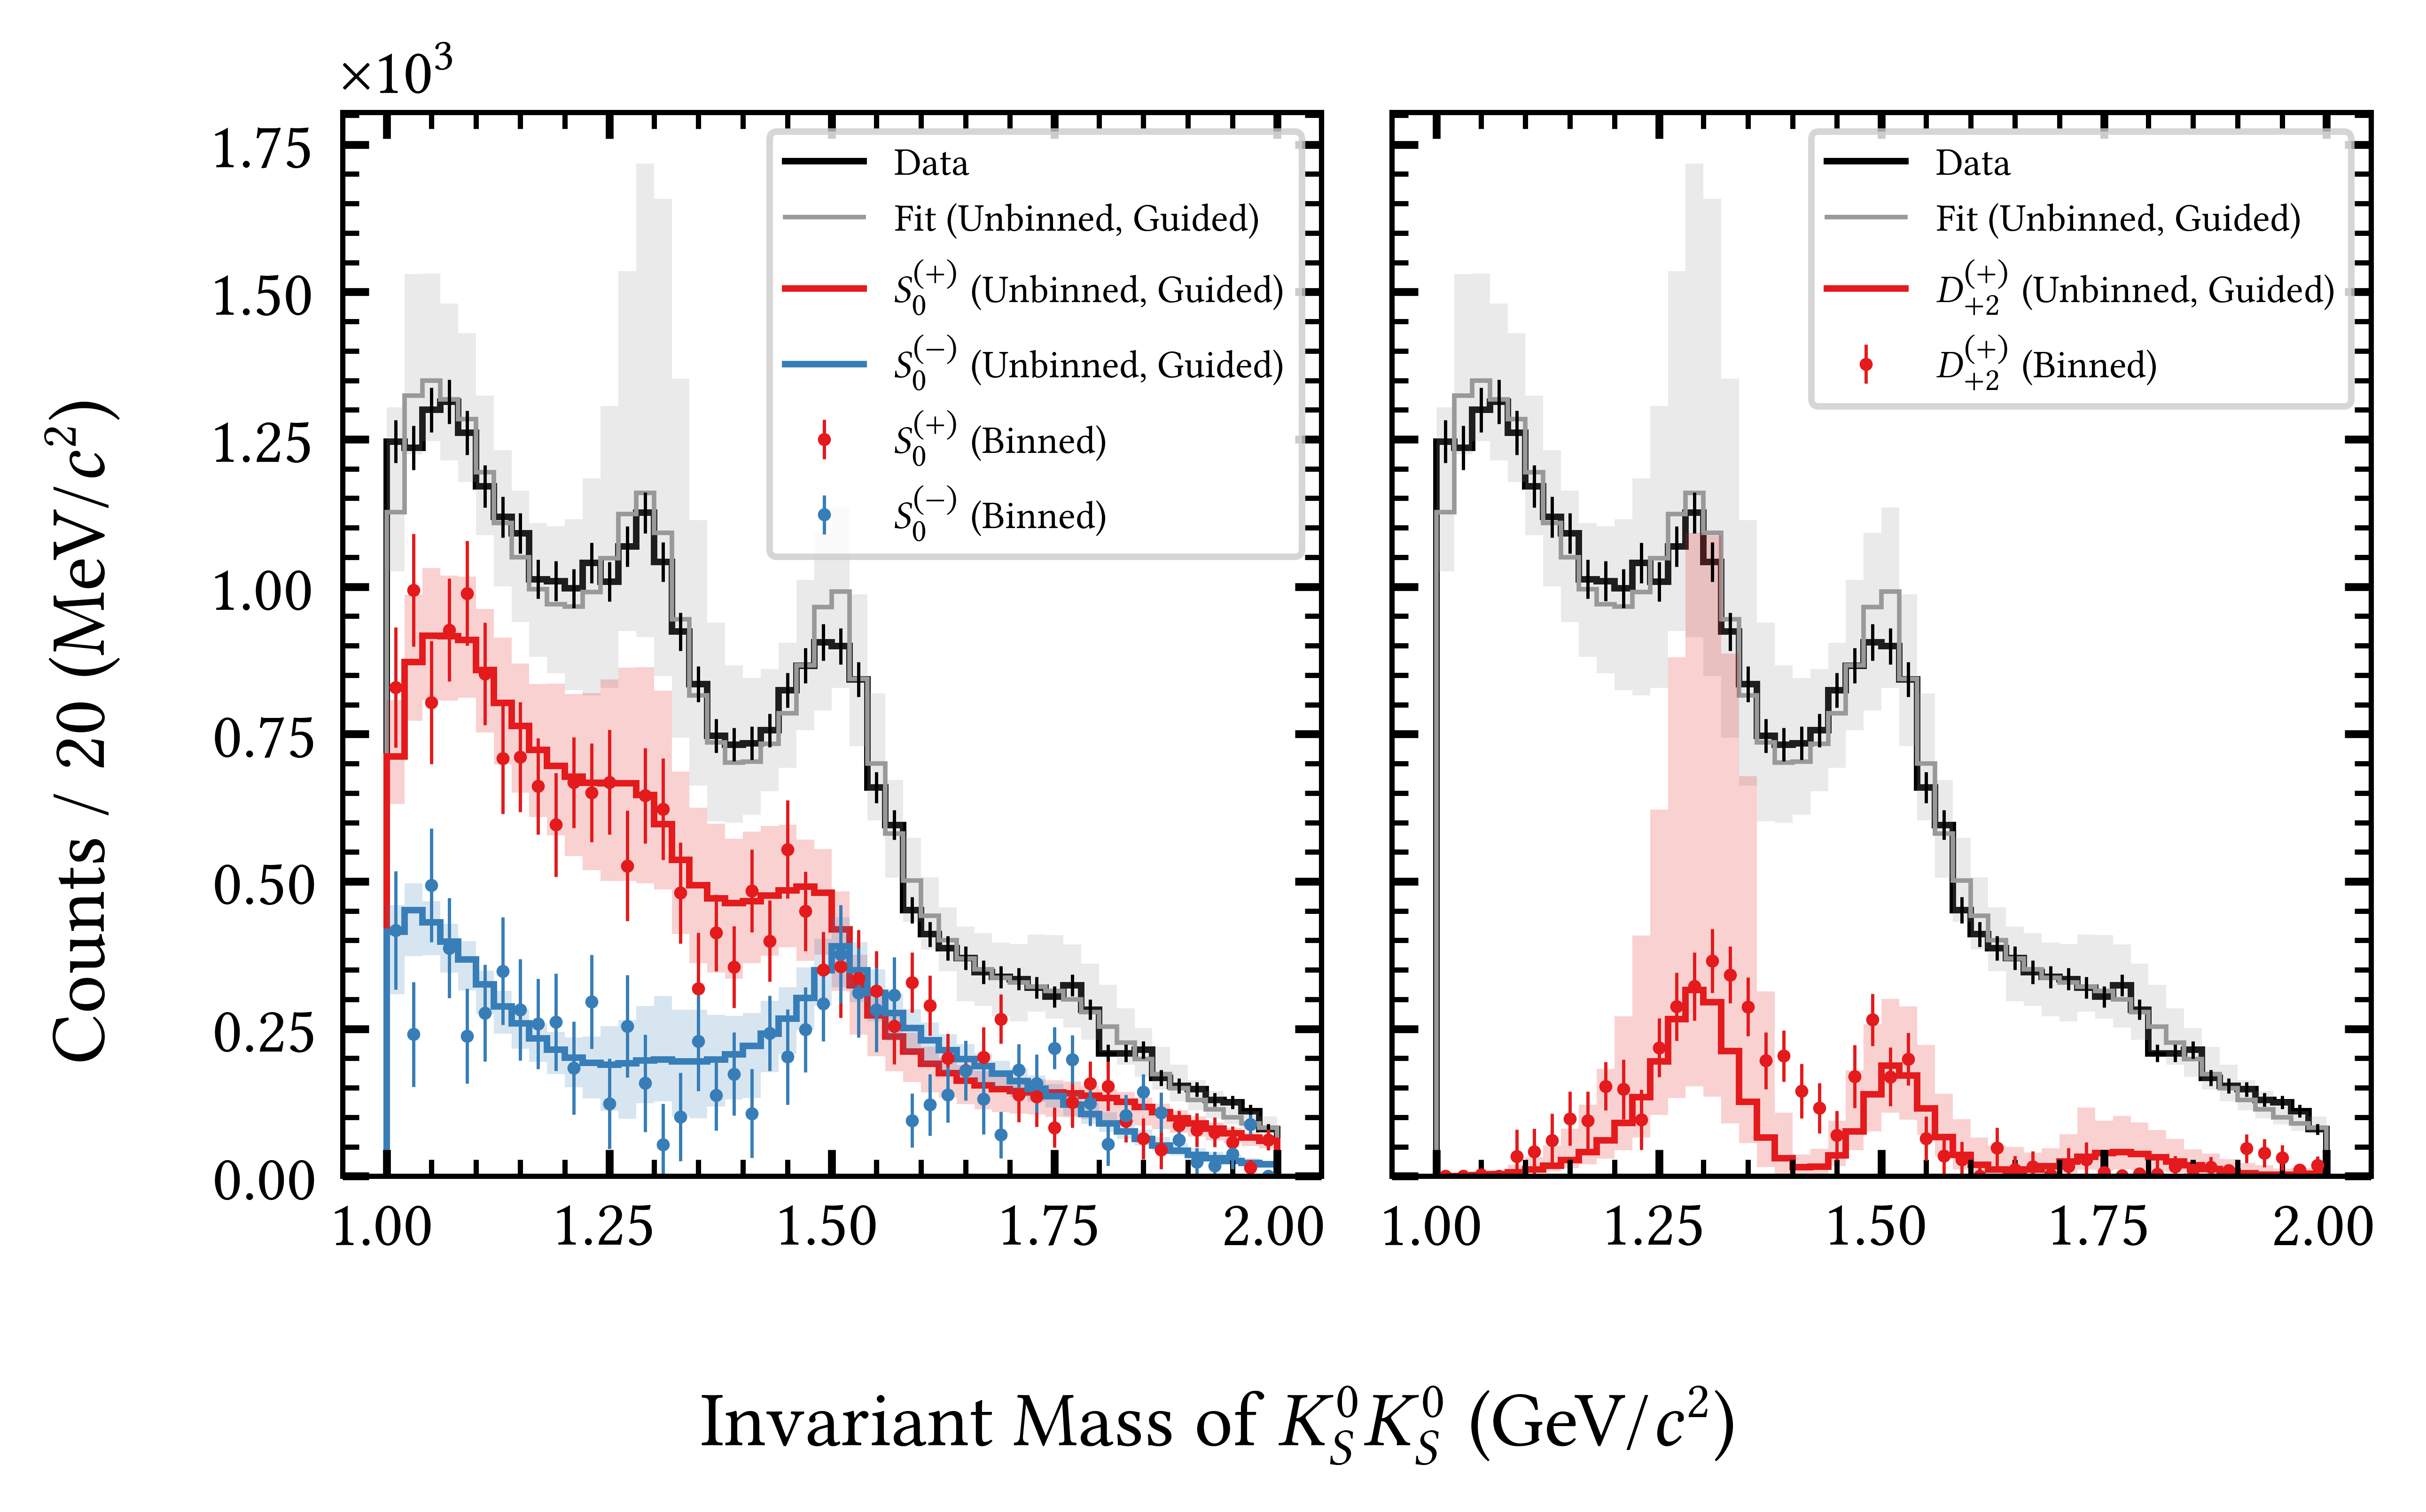 ×10³
1.75
1.50
1.25
1.00
0.75
0.50
0.25
0.00
Counts / 20 (MeV/c²)
Data
Fit (Unbinned, Guided)
S₀⁽⁺⁾ (Unbinned, Guided)
S₀⁽⁻⁾ (Unbinned, Guided)
S₀⁽⁺⁾ (Binned)
S₀⁽⁻⁾ (Binned)
1.00 1.25 1.50 1.75 2.00
Data
Fit (Unbinned, Guided)
D₊₂⁽⁺⁾ (Unbinned, Guided)
D₊₂⁽⁺⁾ (Binned)
1.00 1.25 1.50 1.75 2.00
Invariant Mass of K_S⁰K_S⁰ (GeV/c²)